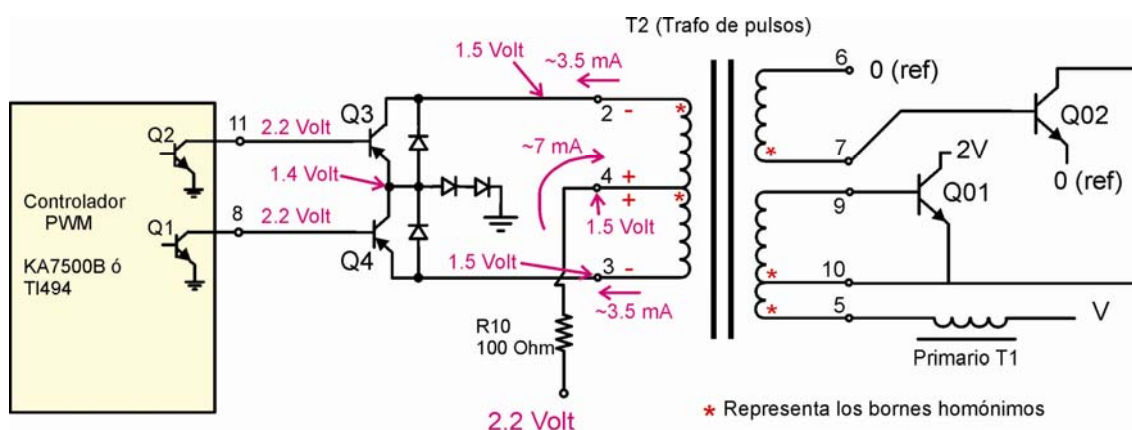 T2 (Trafo de pulsos)
1.5 Volt
~3.5 mA
6
0 (ref)
2
-
*
Q3
Q2
11
2.2 Volt
Q02
7
*
~7 mA
2V
1.4 Volt
4
+
+
*
0 (ref)
Controlador
PWM
Q01
9
8
2.2 Volt
Q1
1.5 Volt
KA7500B ó
TI494
Q4
1.5 Volt
3
-
10
*
~3.5 mA
5
*
V
R10
100 Ohm
Primario T1
2.2 Volt
* Representa los bornes homónimos